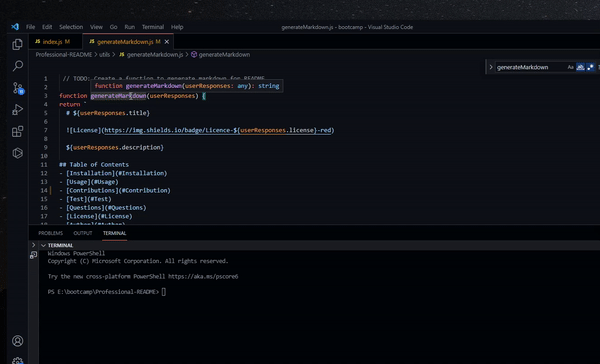 File Edit Selection View Go Run Terminal Help
generateMarkdown.js - bootcamp - Visual Studio Code
JS index.js M
JS generateMarkdown.js M
Professional-README > utils > JS generateMarkdown.js > generateMarkdown
generateMarkdown
Aa
1 // TODO: Create a function to generate markdown for README
function generateMarkdown(userResponses: any): string
2
3 function generateMarkdown(userResponses) {
4 return `
5 # ${userResponses.title}
6
7 ![License](https://img.shields.io/badge/Licence-${userResponses.license}-red)
8
9 ${userResponses.description}
10
11 ## Table of Contents
12 - [Installation](#Installation)
13 - [Usage](#Usage)
14 - [Contributions](#Contribution)
15 - [Test](#Test)
16 - [Questions](#Questions)
17 - [License](#License)
18 - [Author](#Author)
PROBLEMS OUTPUT TERMINAL
TERMINAL
Windows PowerShell
Copyright (C) Microsoft Corporation. All rights reserved.
Try the new cross-platform PowerShell https://aka.ms/pscore6
PS E:\bootcamp\Professional-README>